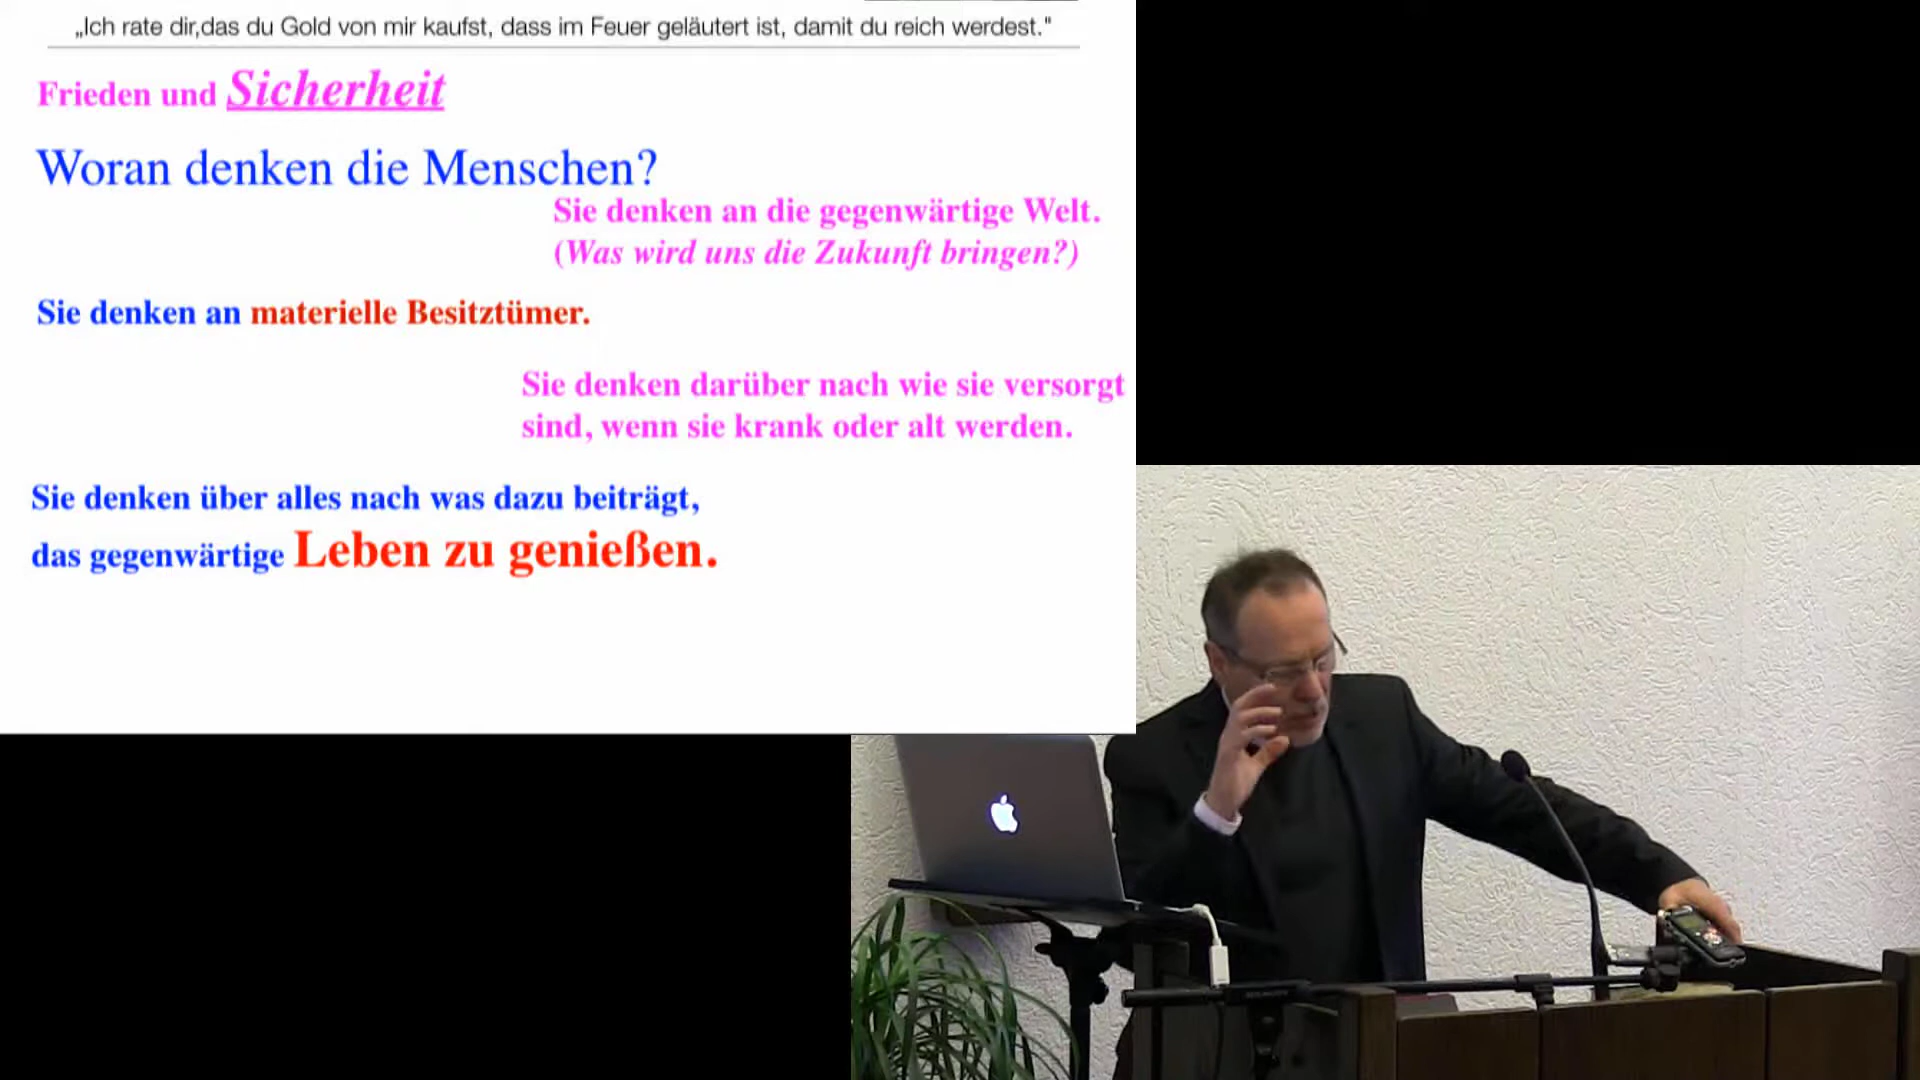 „Ich rate dir,das du Gold von mir kaufst, dass im Feuer geläutert ist, damit du reich werdest."
Frieden und Sicherheit
Woran denken die Menschen?
Sie denken an die gegenwärtige Welt.
(Was wird uns die Zukunft bringen?)
Sie denken an materielle Besitztümer.
Sie denken darüber nach wie sie versorgt
sind, wenn sie krank oder alt werden.
Sie denken über alles nach was dazu beiträgt,
das gegenwärtige Leben zu genießen.